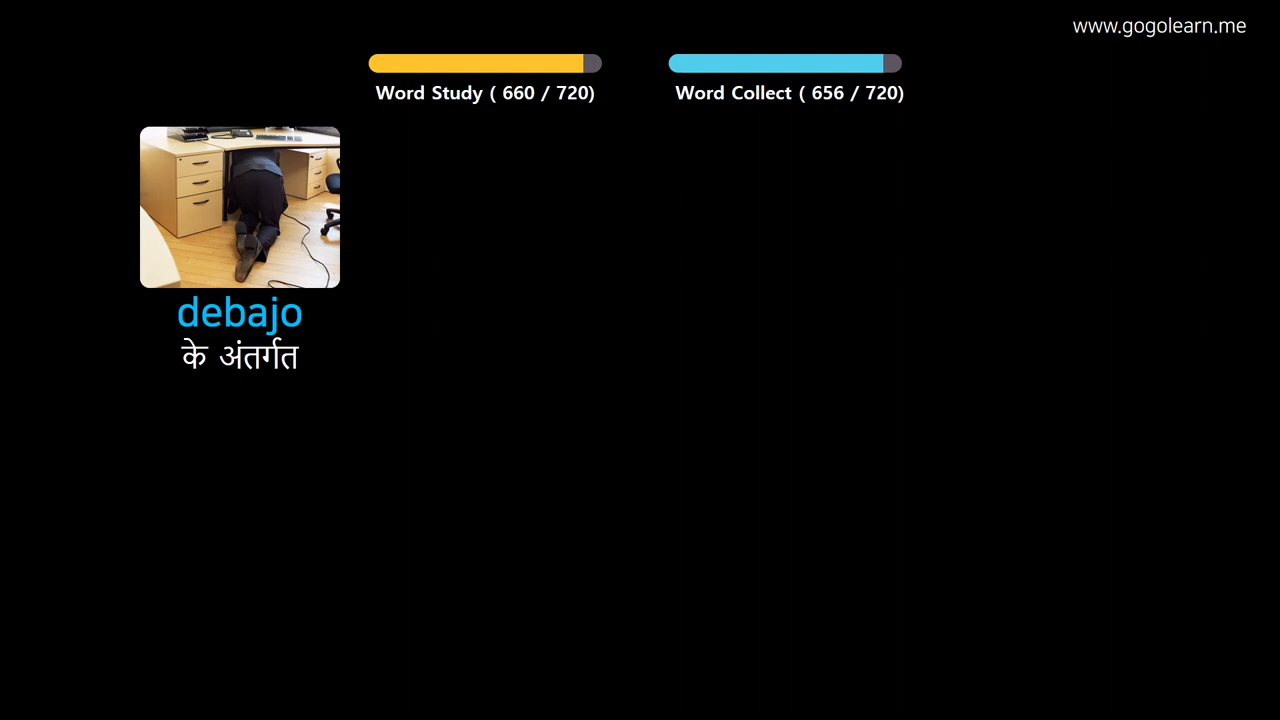 www.gogolearn.me
Word Study ( 660 / 720)
Word Collect ( 656 / 720)
debajo
के अंतर्गत